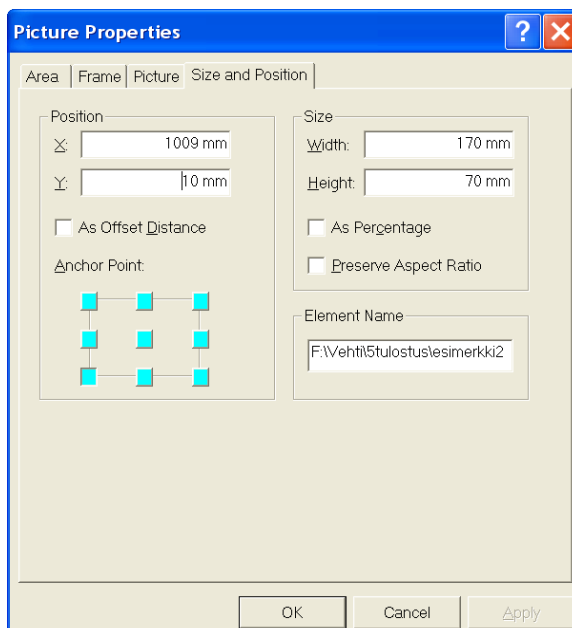 Picture Properties
?
Area Frame Picture Size and Position
Position
X: 1009 mm
Y: 10 mm
As Offset Distance
Anchor Point:
Size
Width: 170 mm
Height: 70 mm
As Percentage
Preserve Aspect Ratio
Element Name
F:\Vehti\5tulostus\esimerkki2
OK Cancel Apply